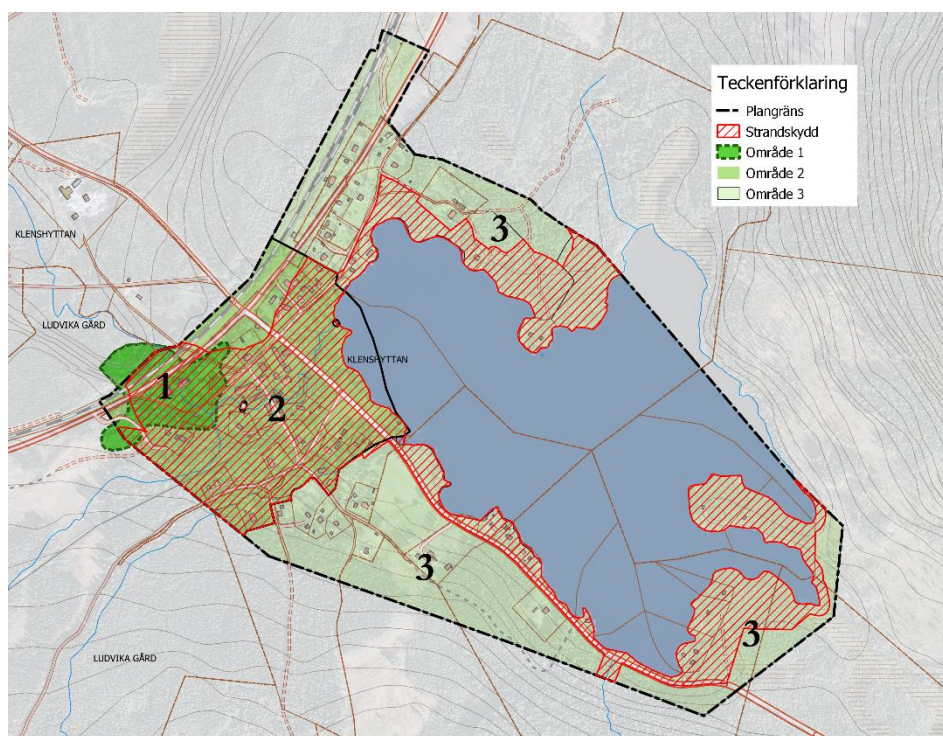 Teckenförklaring
Plangräns
Strandskydd
Område 1
Område 2
Område 3
3
KLENSHYTTAN
LUDVIKA GÅRD
KLENSHYTTAN
1
2
3
3
LUDVIKA GÅRD